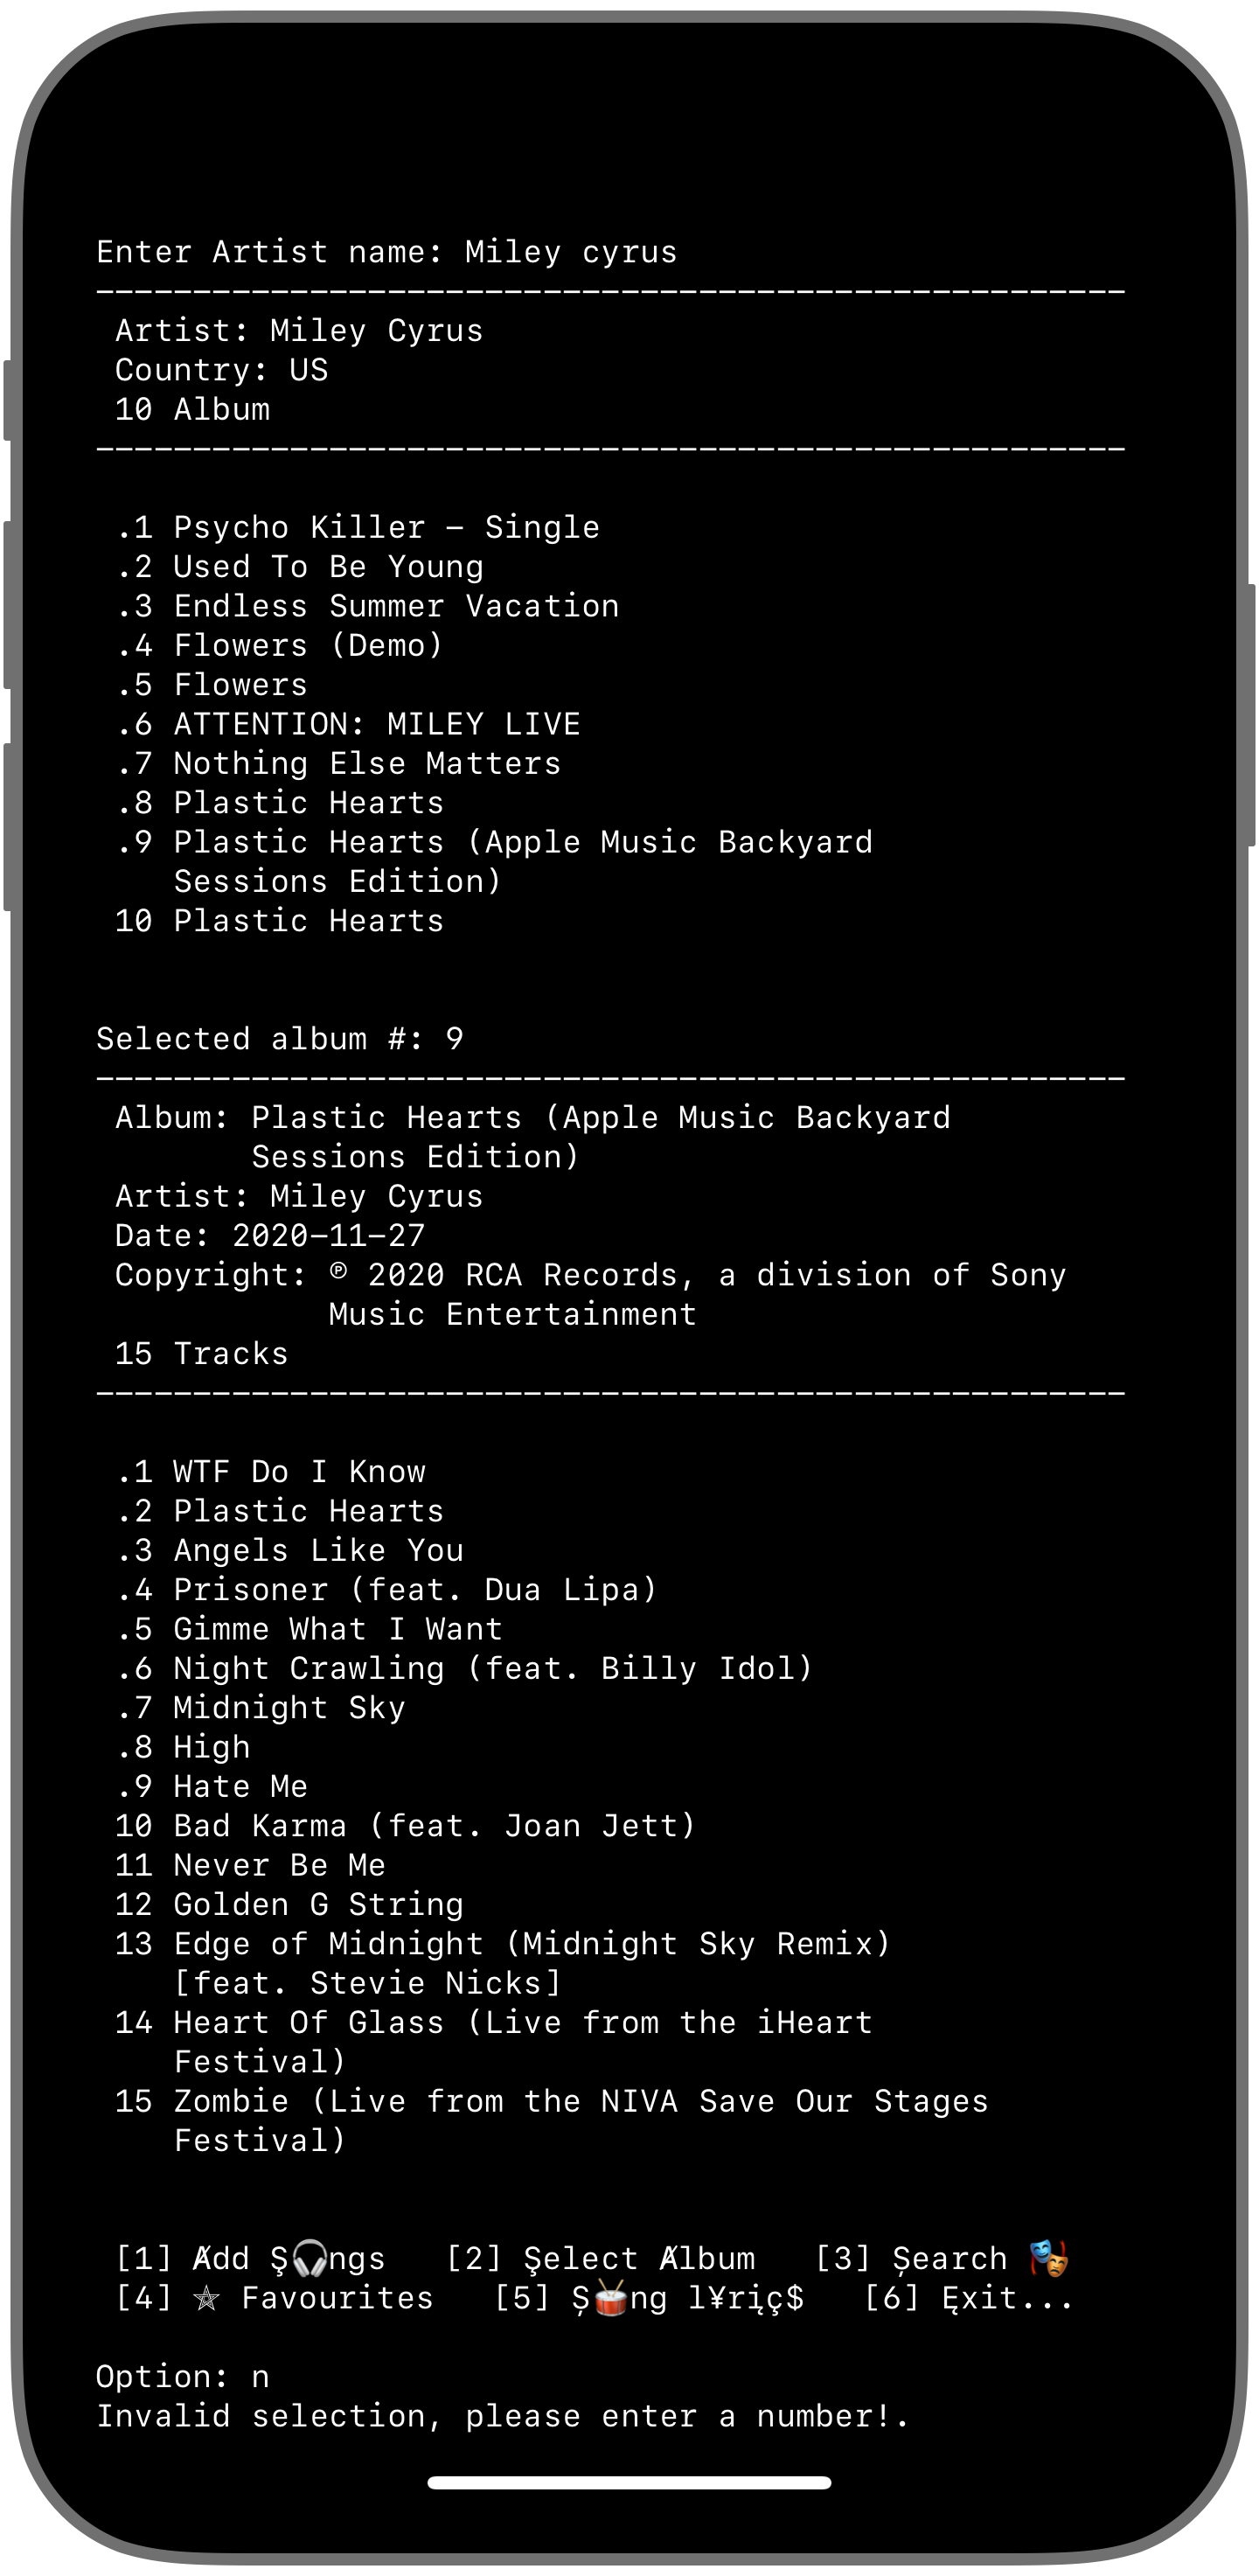 Enter Artist name: Miley cyrus
-----------------------------------------------------
Artist: Miley Cyrus
Country: US
10 Album
-----------------------------------------------------
.1 Psycho Killer - Single
.2 Used To Be Young
.3 Endless Summer Vacation
.4 Flowers (Demo)
.5 Flowers
.6 ATTENTION: MILEY LIVE
.7 Nothing Else Matters
.8 Plastic Hearts
.9 Plastic Hearts (Apple Music Backyard
Sessions Edition)
10 Plastic Hearts
Selected album #: 9
-----------------------------------------------------
Album: Plastic Hearts (Apple Music Backyard
Sessions Edition)
Artist: Miley Cyrus
Date: 2020-11-27
Copyright: ℗ 2020 RCA Records, a division of Sony
Music Entertainment
15 Tracks
-----------------------------------------------------
.1 WTF Do I Know
.2 Plastic Hearts
.3 Angels Like You
.4 Prisoner (feat. Dua Lipa)
.5 Gimme What I Want
.6 Night Crawling (feat. Billy Idol)
.7 Midnight Sky
.8 High
.9 Hate Me
10 Bad Karma (feat. Joan Jett)
11 Never Be Me
12 Golden G String
13 Edge of Midnight (Midnight Sky Remix)
[feat. Stevie Nicks]
14 Heart Of Glass (Live from the iHeart
Festival)
15 Zombie (Live from the NIVA Save Our Stages
Festival)
[1] Ⱥdd Ş🎧ngs [2] Şelect Ⱥlbum [3] Șearch 🎭
[4] ⛤ Favourites [5] Ș🥁ng l¥rįç$ [6] Ęxit...
Option: n
Invalid selection, please enter a number!.